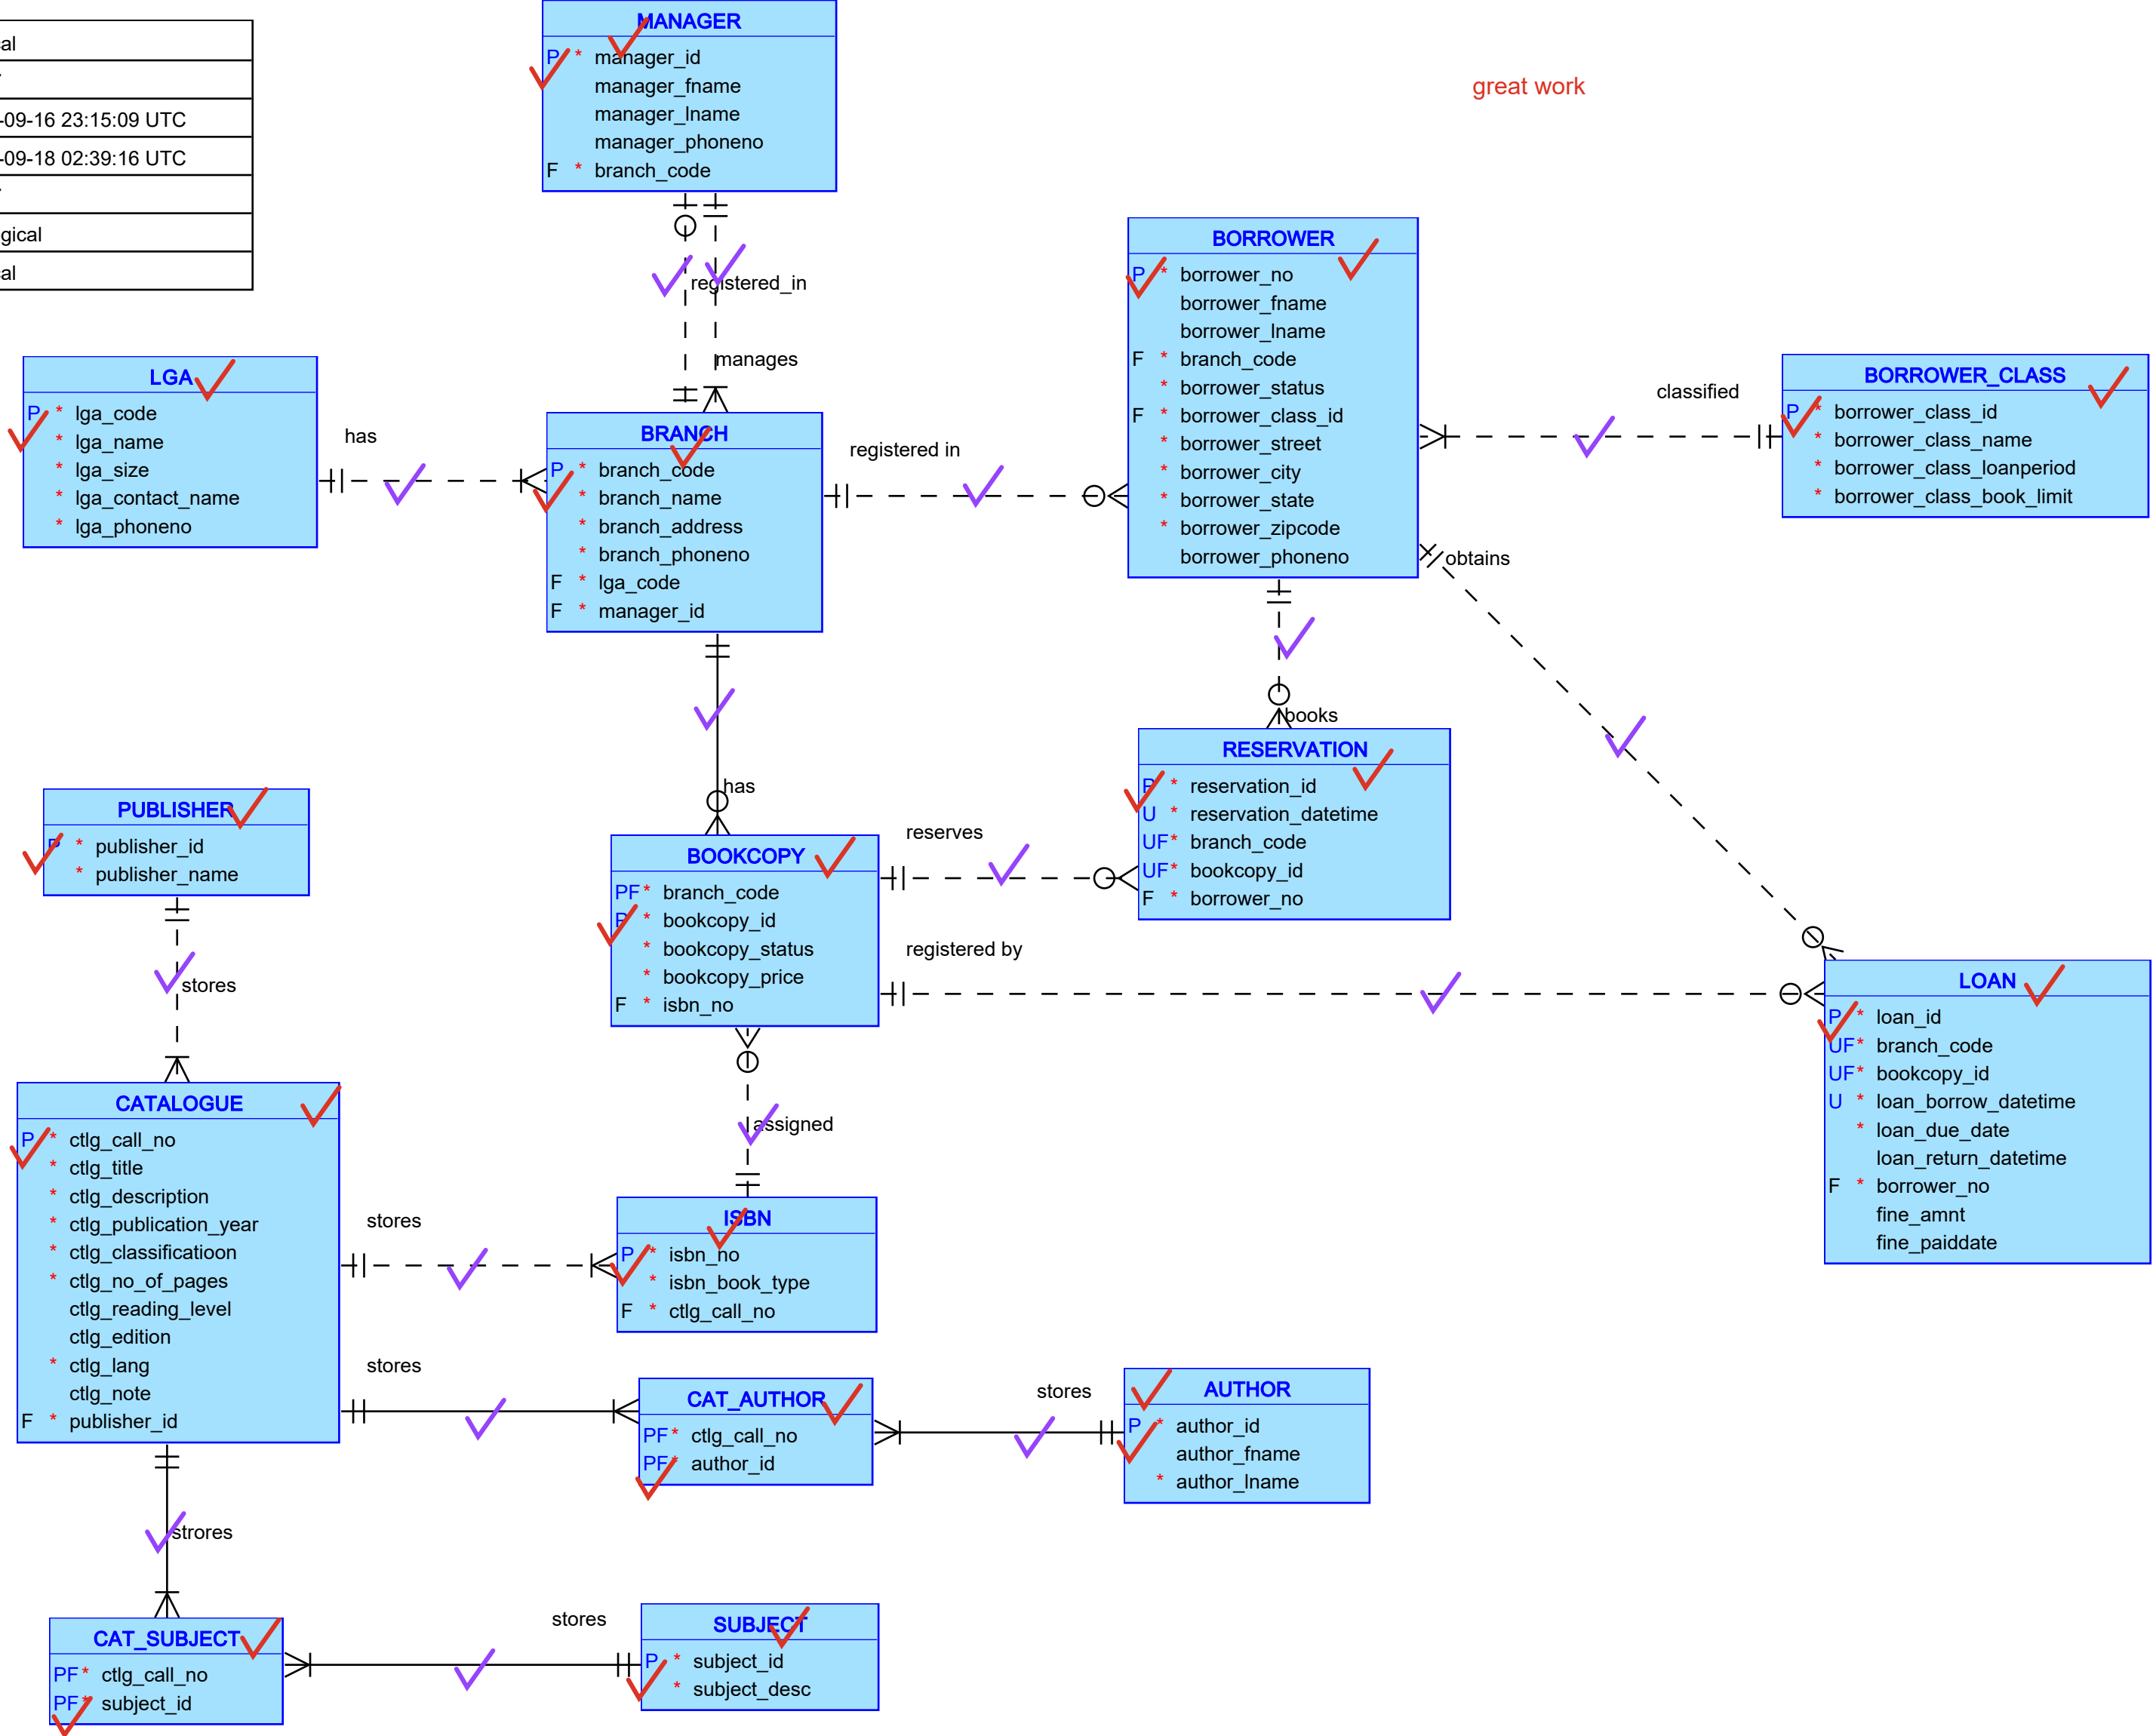 al
-09-16 23:15:09 UTC
-09-18 02:39:16 UTC
gical
al
great work
MANAGER
P * manager_id
manager_fname
manager_lname
manager_phoneno
F * branch_code
registered_in
manages
LGA
P * lga_code
* lga_name
* lga_size
* lga_contact_name
* lga_phoneno
has
BRANCH
P * branch_code
* branch_name
* branch_address
* branch_phoneno
F * lga_code
F * manager_id
registered in
BORROWER
P * borrower_no
borrower_fname
borrower_lname
F * branch_code
* borrower_status
F * borrower_class_id
* borrower_street
* borrower_city
* borrower_state
* borrower_zipcode
borrower_phoneno
classified
BORROWER_CLASS
P * borrower_class_id
* borrower_class_name
* borrower_class_loanperiod
* borrower_class_book_limit
obtains
books
has
RESERVATION
P * reservation_id
U * reservation_datetime
UF * branch_code
UF * bookcopy_id
F * borrower_no
PUBLISHER
P * publisher_id
* publisher_name
stores
BOOKCOPY
PF * branch_code
P * bookcopy_id
* bookcopy_status
* bookcopy_price
F * isbn_no
reserves
registered by
LOAN
P * loan_id
UF * branch_code
UF * bookcopy_id
U * loan_borrow_datetime
* loan_due_date
loan_return_datetime
F * borrower_no
fine_amnt
fine_paiddate
assigned
CATALOGUE
P * ctlg_call_no
* ctlg_title
* ctlg_description
* ctlg_publication_year
* ctlg_classificatioon
* ctlg_no_of_pages
ctlg_reading_level
ctlg_edition
* ctlg_lang
ctlg_note
F * publisher_id
stores
ISBN
P * isbn_no
* isbn_book_type
F * ctlg_call_no
stores
CAT_AUTHOR
PF * ctlg_call_no
PF * author_id
stores
AUTHOR
P * author_id
author_fname
* author_lname
strores
CAT_SUBJECT
PF * ctlg_call_no
PF * subject_id
stores
SUBJECT
P * subject_id
* subject_desc